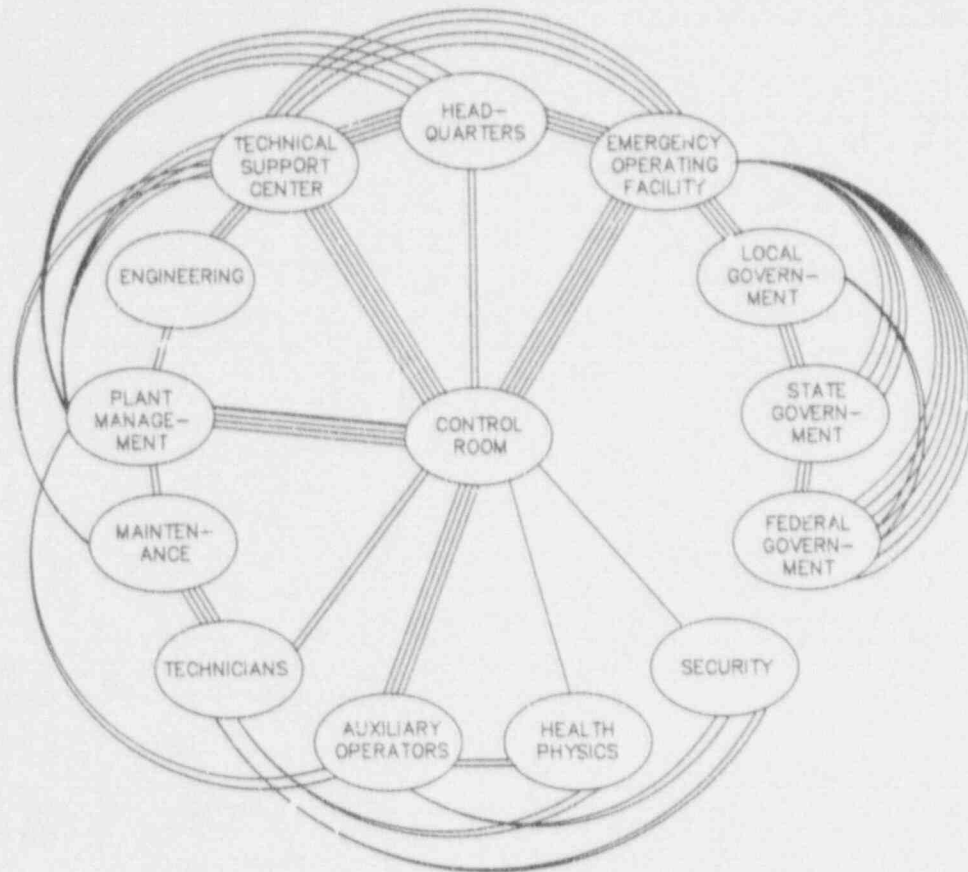 HEAD-
QUARTERS
TECHNICAL
SUPPORT
CENTER
EMERGENCY
OPERATING
FACILITY
ENGINEERING
LOCAL
GOVERN-
MENT
PLANT
MANAGE-
MENT
CONTROL
ROOM
STATE
GOVERN-
MENT
MAINTEN-
ANCE
FEDERAL
GOVERN-
MENT
TECHNICIANS
SECURITY
AUXILIARY
OPERATORS
HEALTH
PHYSICS